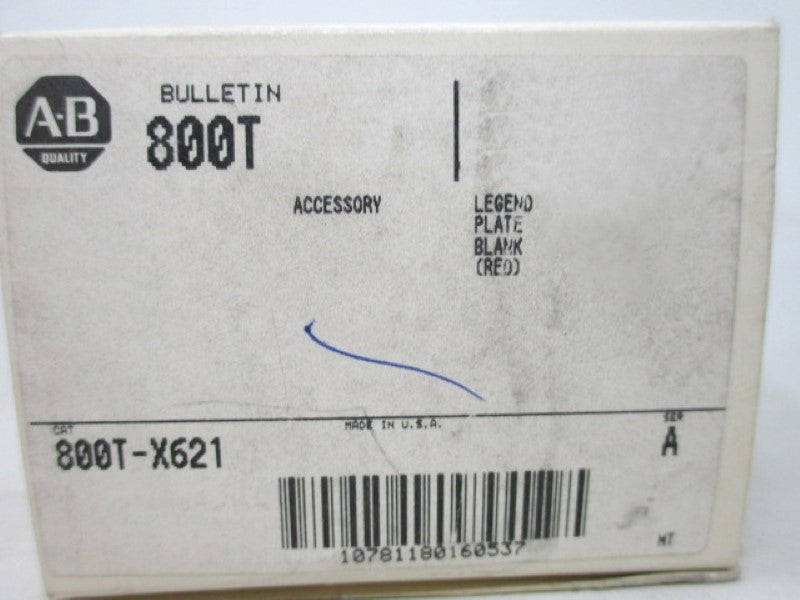 A-B
QUALITY
BULLETIN
800T
ACCESSORY
LEGEND
PLATE
BLANK
(RED)
CAT
MADE IN U.S.A.
SER
800T-X621
A
10781180160537
MT